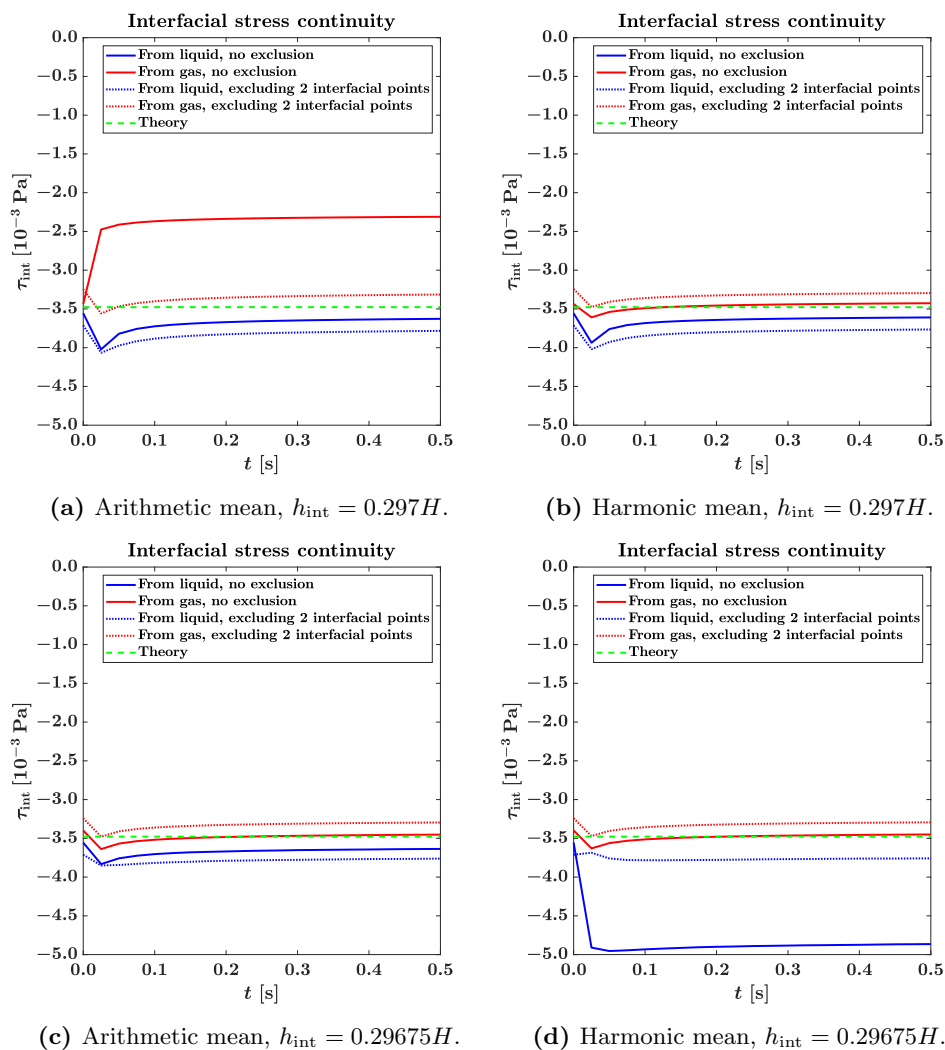 Interfacial stress continuity
From liquid, no exclusion
From gas, no exclusion
From liquid, excluding 2 interfacial points
From gas, excluding 2 interfacial points
Theory
0.0
−0.5
−1.0
−1.5
−2.0
−2.5
−3.0
−3.5
−4.0
−4.5
−5.0
τ_int [10⁻³ Pa]
0.0 0.1 0.2 0.3 0.4 0.5
t [s]
(a) Arithmetic mean, h_int = 0.297H.
Interfacial stress continuity
From liquid, no exclusion
From gas, no exclusion
From liquid, excluding 2 interfacial points
From gas, excluding 2 interfacial points
Theory
0.0
−0.5
−1.0
−1.5
−2.0
−2.5
−3.0
−3.5
−4.0
−4.5
−5.0
τ_int [10⁻³ Pa]
0.0 0.1 0.2 0.3 0.4 0.5
t [s]
(b) Harmonic mean, h_int = 0.297H.
Interfacial stress continuity
From liquid, no exclusion
From gas, no exclusion
From liquid, excluding 2 interfacial points
From gas, excluding 2 interfacial points
Theory
0.0
−0.5
−1.0
−1.5
−2.0
−2.5
−3.0
−3.5
−4.0
−4.5
−5.0
τ_int [10⁻³ Pa]
0.0 0.1 0.2 0.3 0.4 0.5
t [s]
(c) Arithmetic mean, h_int = 0.29675H.
Interfacial stress continuity
From liquid, no exclusion
From gas, no exclusion
From liquid, excluding 2 interfacial points
From gas, excluding 2 interfacial points
Theory
0.0
−0.5
−1.0
−1.5
−2.0
−2.5
−3.0
−3.5
−4.0
−4.5
−5.0
τ_int [10⁻³ Pa]
0.0 0.1 0.2 0.3 0.4 0.5
t [s]
(d) Harmonic mean, h_int = 0.29675H.